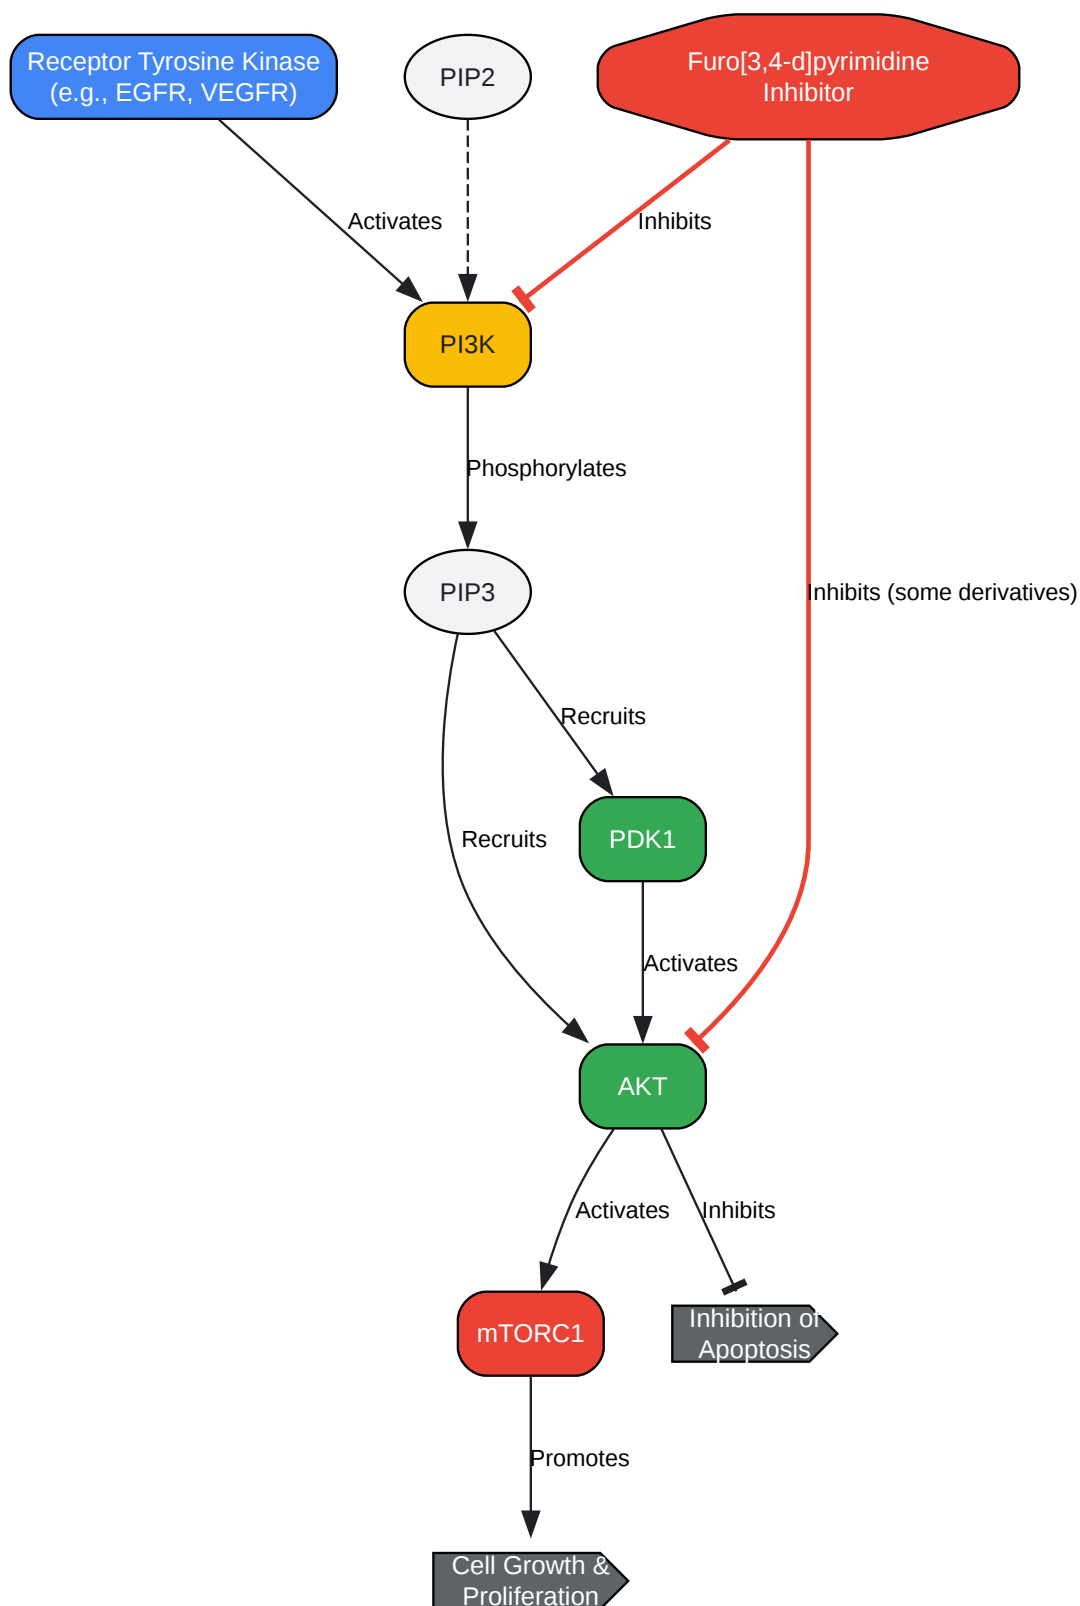 Receptor Tyrosine Kinase
(e.g., EGFR, VEGFR)
PIP2
Furo[3,4-d]pyrimidine
Inhibitor
Activates
Inhibits
PI3K
Phosphorylates
PIP3
Inhibits (some derivatives)
Recruits
Recruits
PDK1
Activates
AKT
Activates
Inhibits
mTORC1
Inhibition of
Apoptosis
Promotes
Cell Growth &
Proliferation